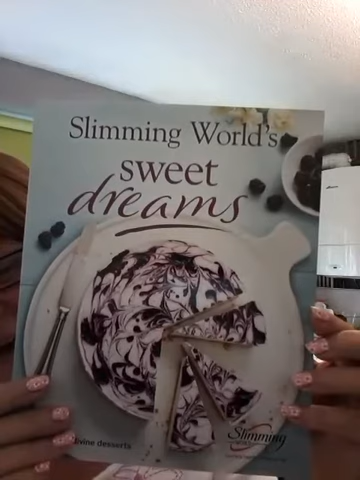 Slimming World's
sweet
dreams
divine desserts
Slimming